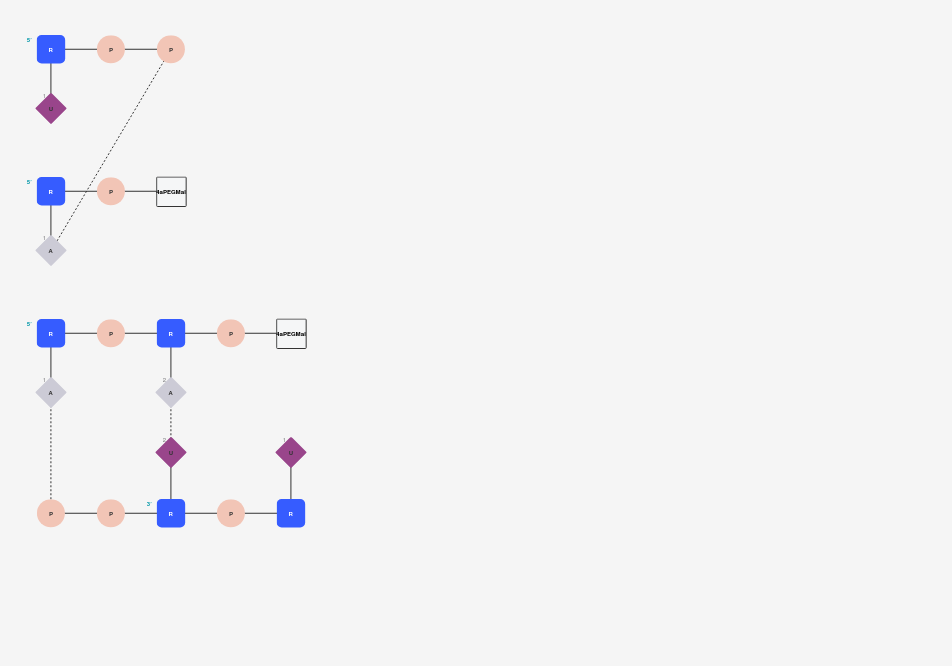 5' R P P
1
U
5' R P 4aPEGMal
1
A
5' R P R P 4aPEGMal
1 2
A A
2 1
U U
P P 3' R P R